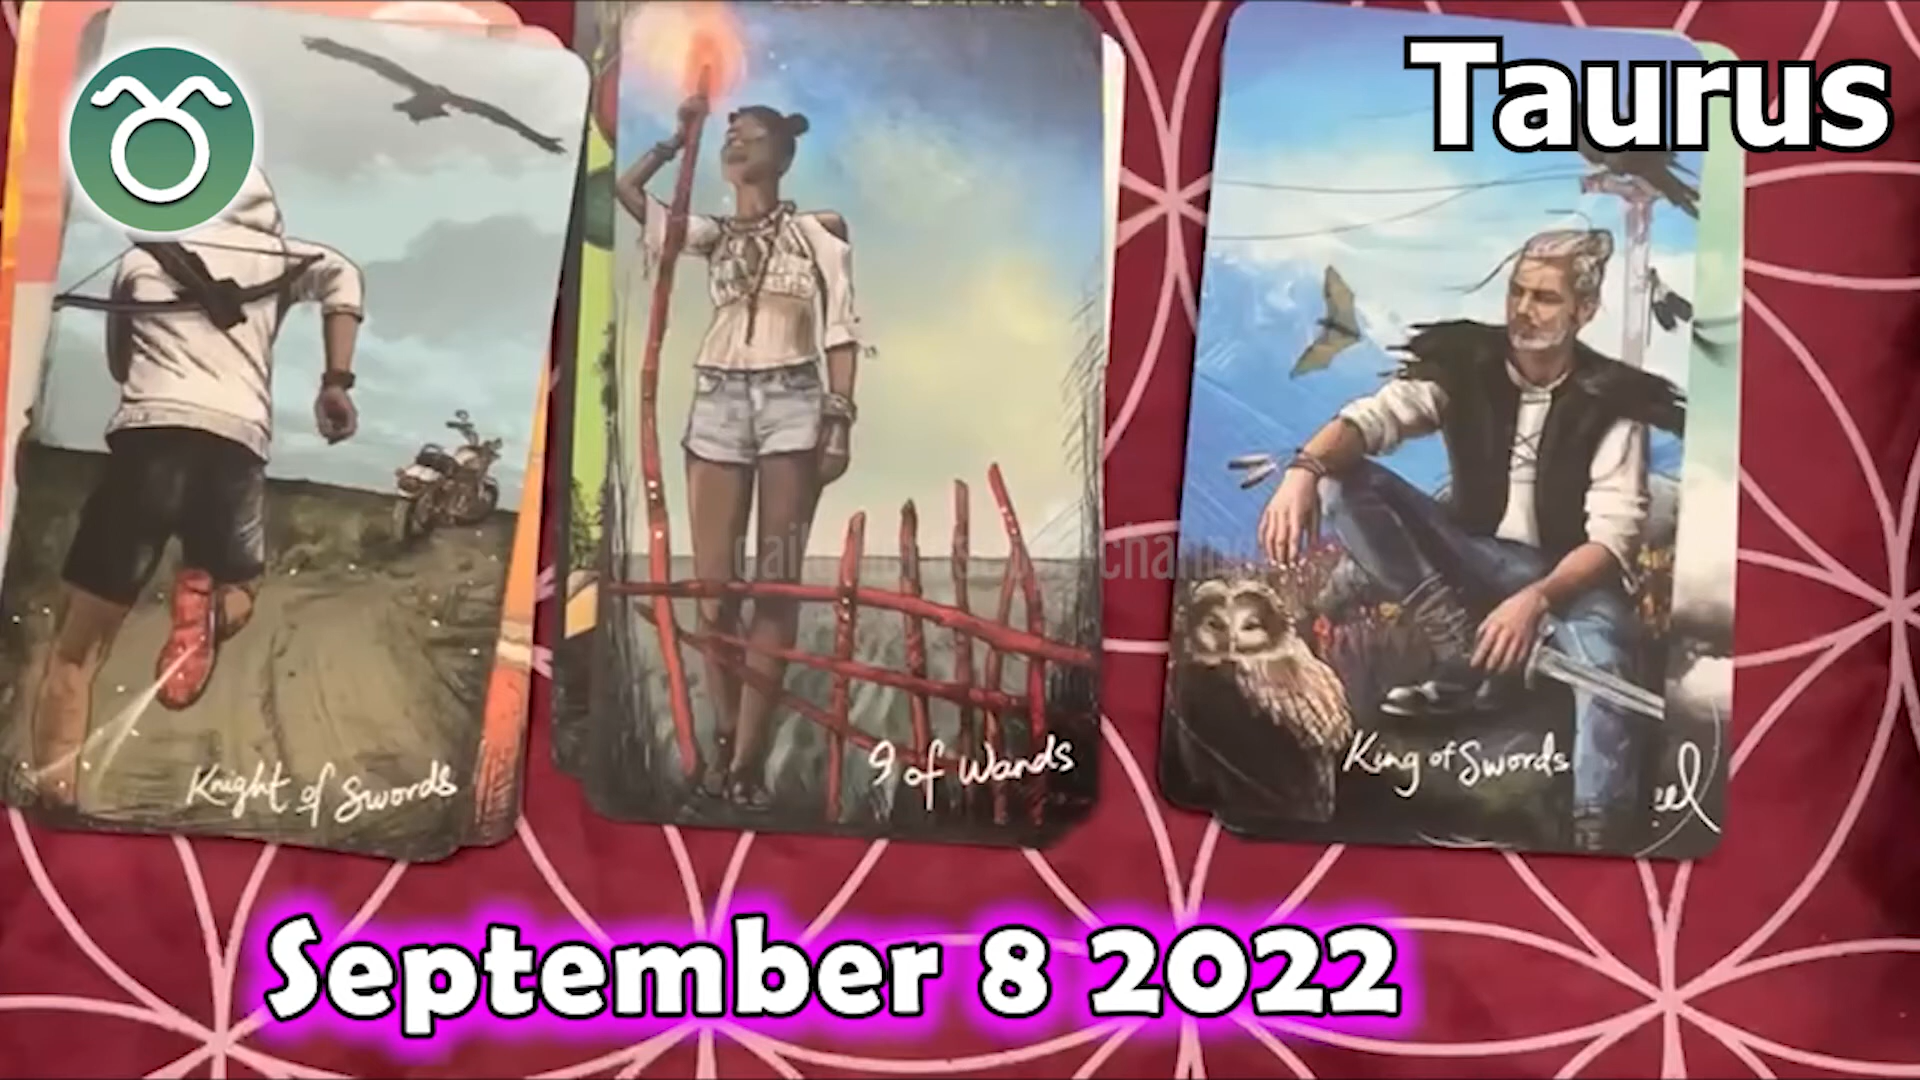 Taurus
Knight of Swords
9 of Wands
King of Swords
September 8 2022